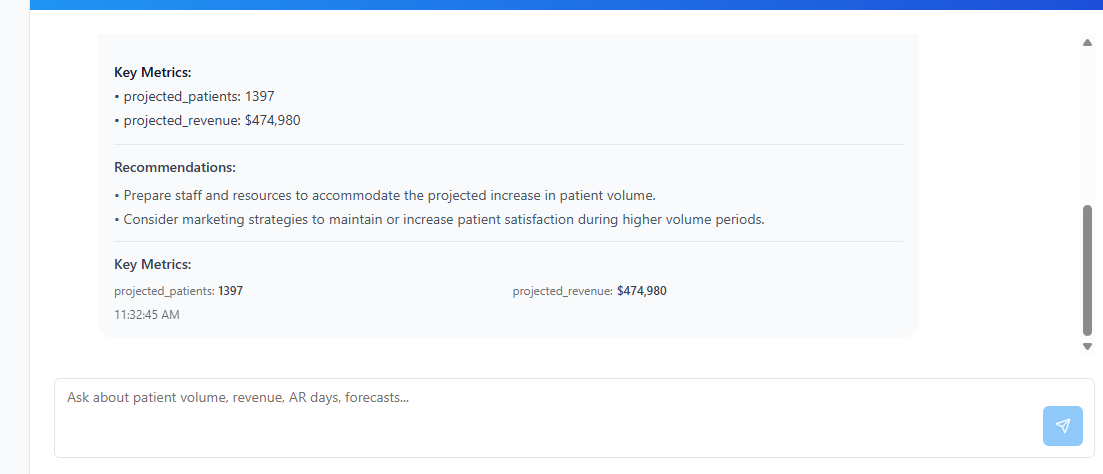 Key Metrics:
• projected_patients: 1397
• projected_revenue: $474,980
Recommendations:
• Prepare staff and resources to accommodate the projected increase in patient volume.
• Consider marketing strategies to maintain or increase patient satisfaction during higher volume periods.
Key Metrics:
projected_patients: 1397 projected_revenue: $474,980
11:32:45 AM
Ask about patient volume, revenue, AR days, forecasts...